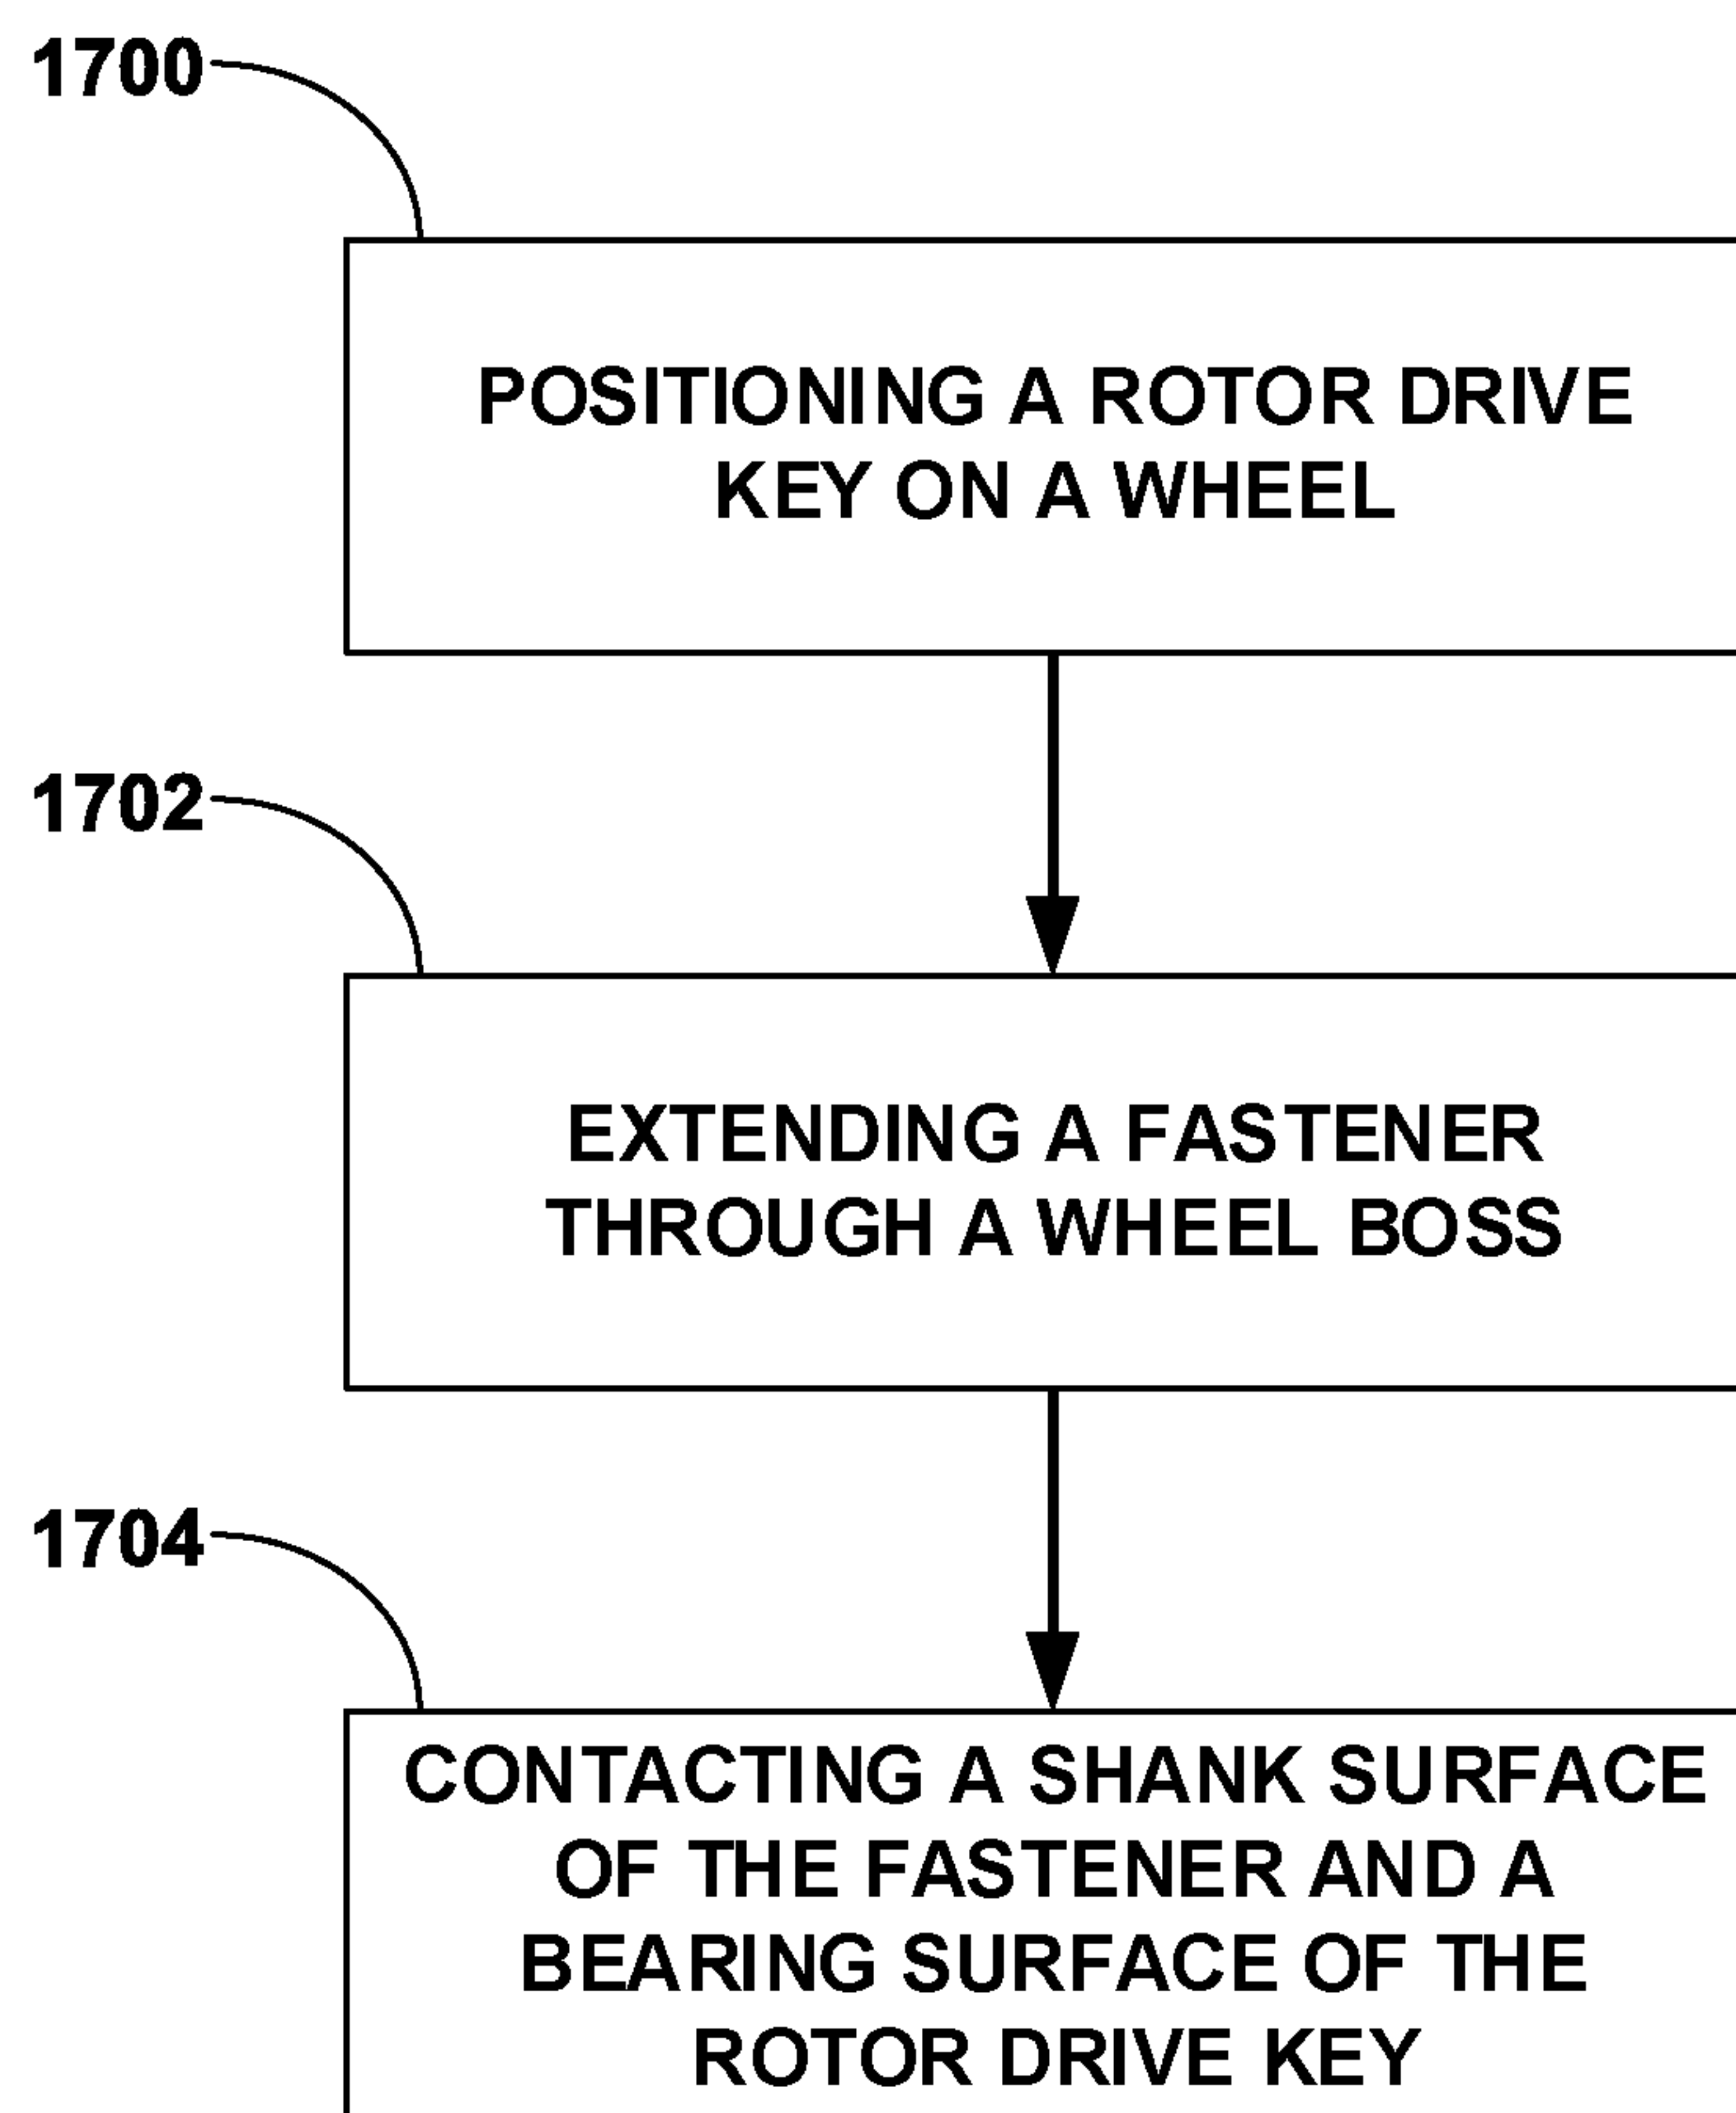 1700
POSITIONING A ROTOR DRIVE
KEY ON A WHEEL
1702
EXTENDING A FASTENER
THROUGH A WHEEL BOSS
1704
CONTACTING A SHANK SURFACE
OF THE FASTENER AND A
BEARING SURFACE OF THE
ROTOR DRIVE KEY